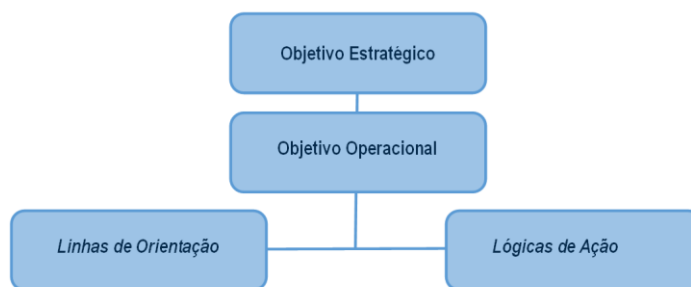 Objetivo Estratégico
Objetivo Operacional
Linhas de Orientação
Lógicas de Ação